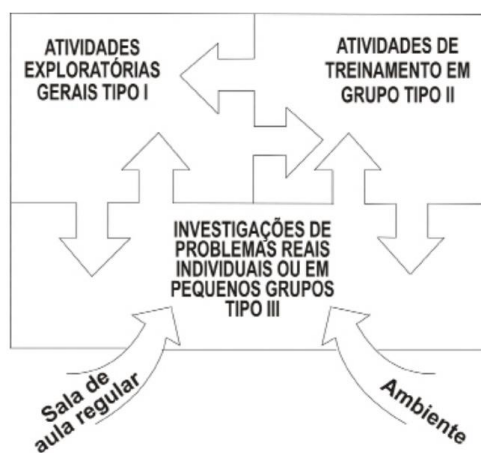 ATIVIDADES
EXPLORATÓRIAS
GERAIS TIPO I
ATIVIDADES DE
TREINAMENTO EM
GRUPO TIPO II
INVESTIGAÇÕES DE
PROBLEMAS REAIS
INDIVIDUAIS OU EM
PEQUENOS GRUPOS
TIPO III
Sala de
aula regular
Ambiente